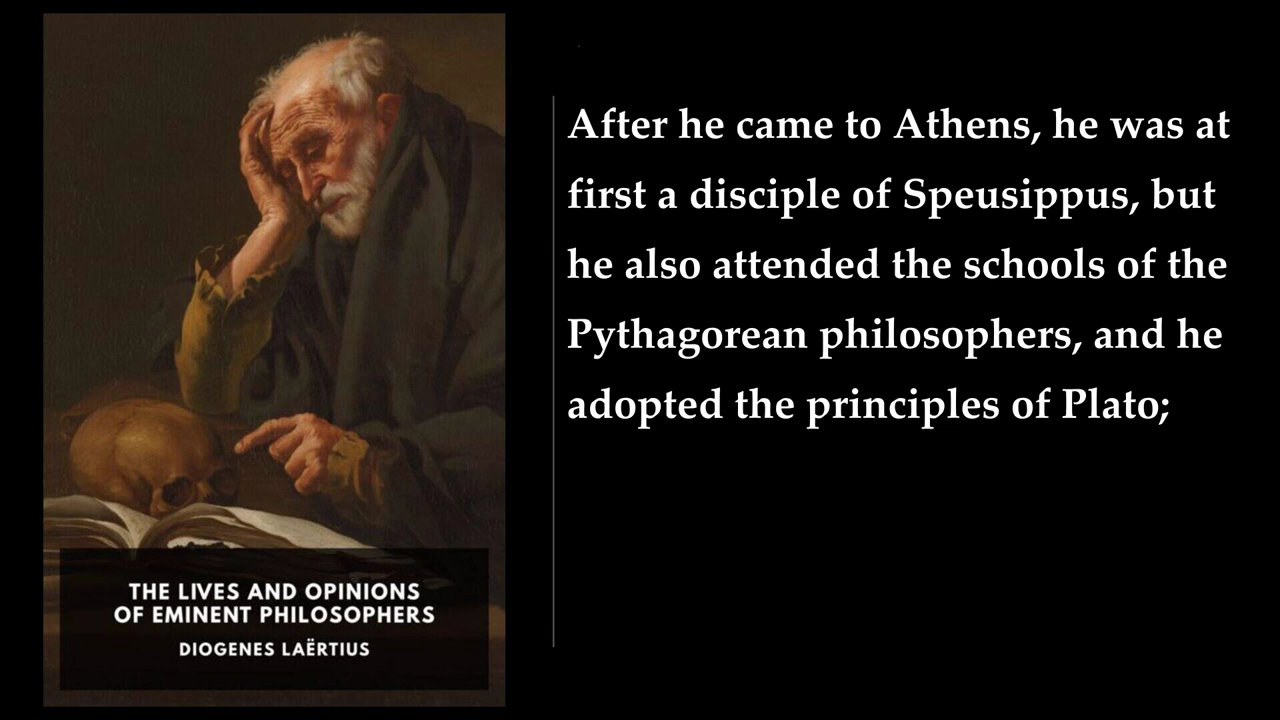 After he came to Athens, he was at
first a disciple of Speusippus, but
he also attended the schools of the
Pythagorean philosophers, and he
adopted the principles of Plato;
THE LIVES AND OPINIONS
OF EMINENT PHILOSOPHERS
DIOGENES LAËRTIUS